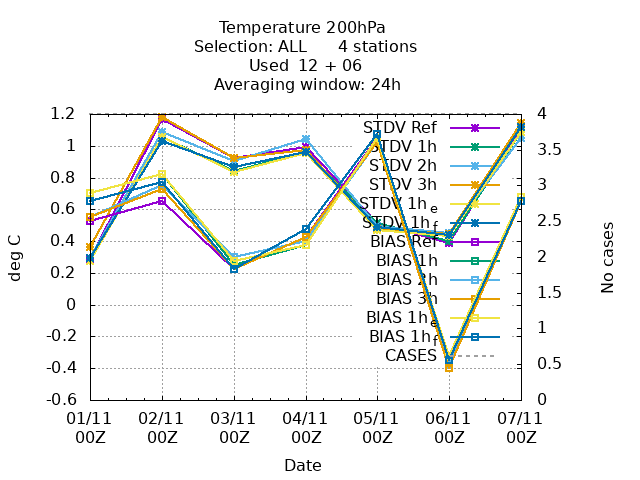 Temperature 200hPa
Selection: ALL 4 stations
Used 12 + 06
Averaging window: 24h
deg C
1.2
1
0.8
0.6
0.4
0.2
0
-0.2
-0.4
-0.6
STDV Ref
STDV 1h
STDV 2h
STDV 3h
STDV 1h_e
STDV 1h_f
BIAS Ref
BIAS 1h
BIAS 2h
BIAS 3h
BIAS 1h_e
BIAS 1h_f
CASES
4
3.5
3
2.5
2
1.5
1
0.5
0
No cases
01/11 02/11 03/11 04/11 05/11 06/11 07/11
00Z 00Z 00Z 00Z 00Z 00Z 00Z
Date